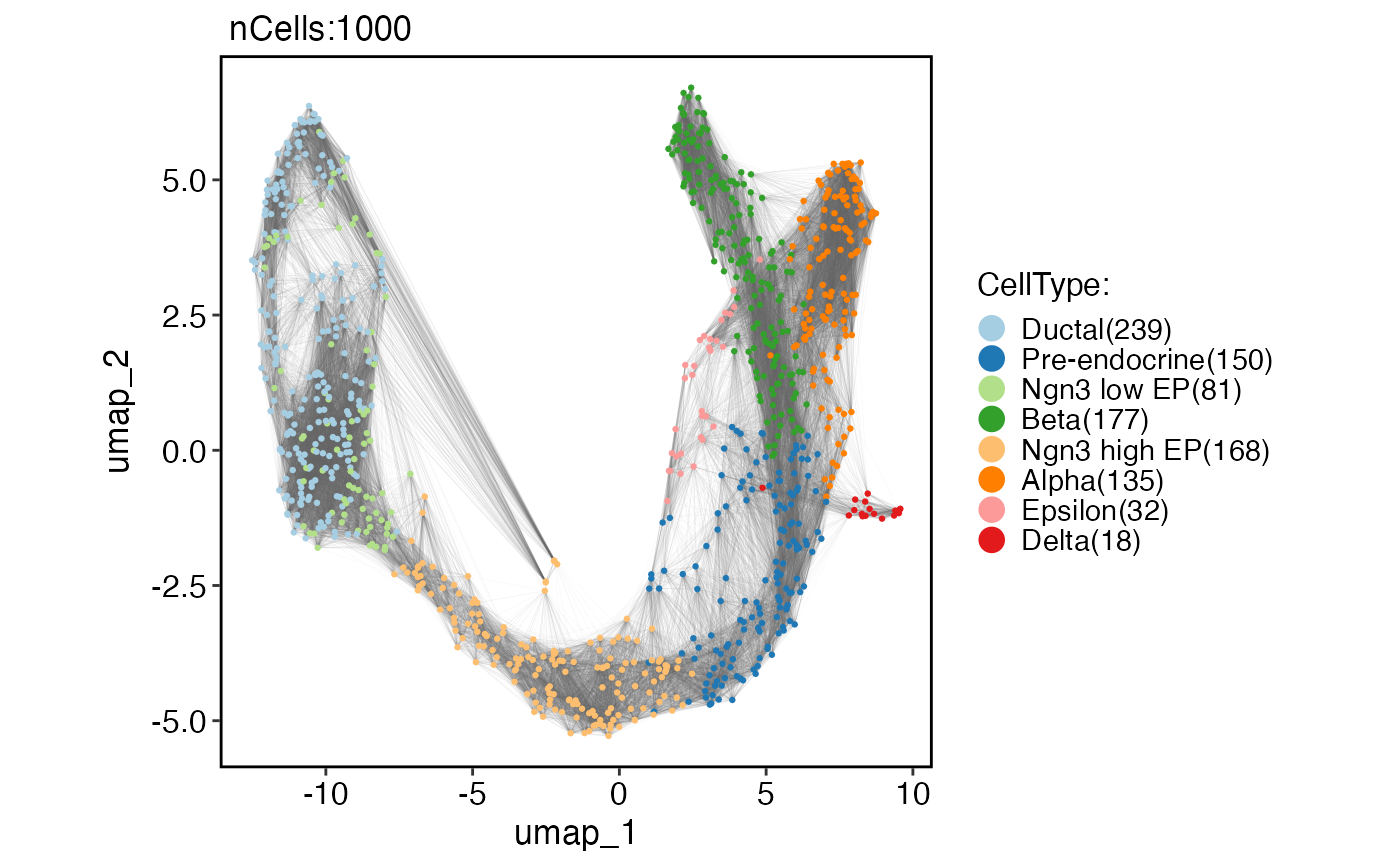 nCells:1000
5.0
2.5
0.0
-2.5
-5.0
umap_2
-10
-5
0
5
10
umap_1
CellType:
Ductal(239)
Pre-endocrine(150)
Ngn3 low EP(81)
Beta(177)
Ngn3 high EP(168)
Alpha(135)
Epsilon(32)
Delta(18)